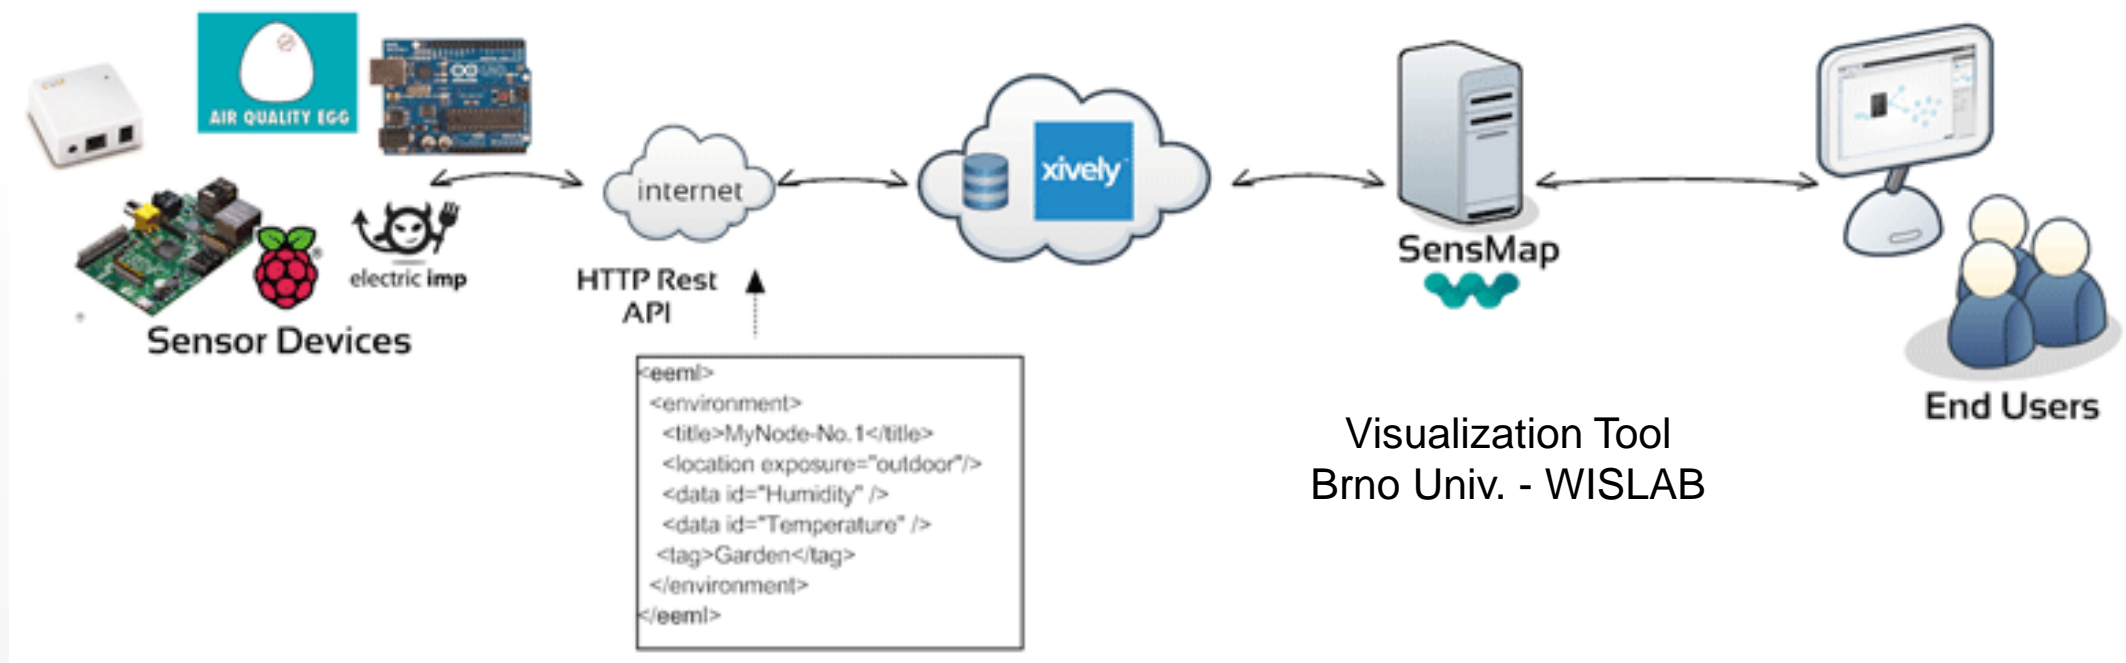 AIR QUALITY EGG
internet
xively
electric imp
Sensor Devices
HTTP Rest
API
SensMap
End Users
<eeml>
<environment>
<title>MyNode-No.1</title>
<location exposure="outdoor"/>
<data id="Humidity" />
<data id="Temperature" />
<tag>Garden</tag>
</environment>
</eeml>
Visualization Tool
Brno Univ. - WISLAB